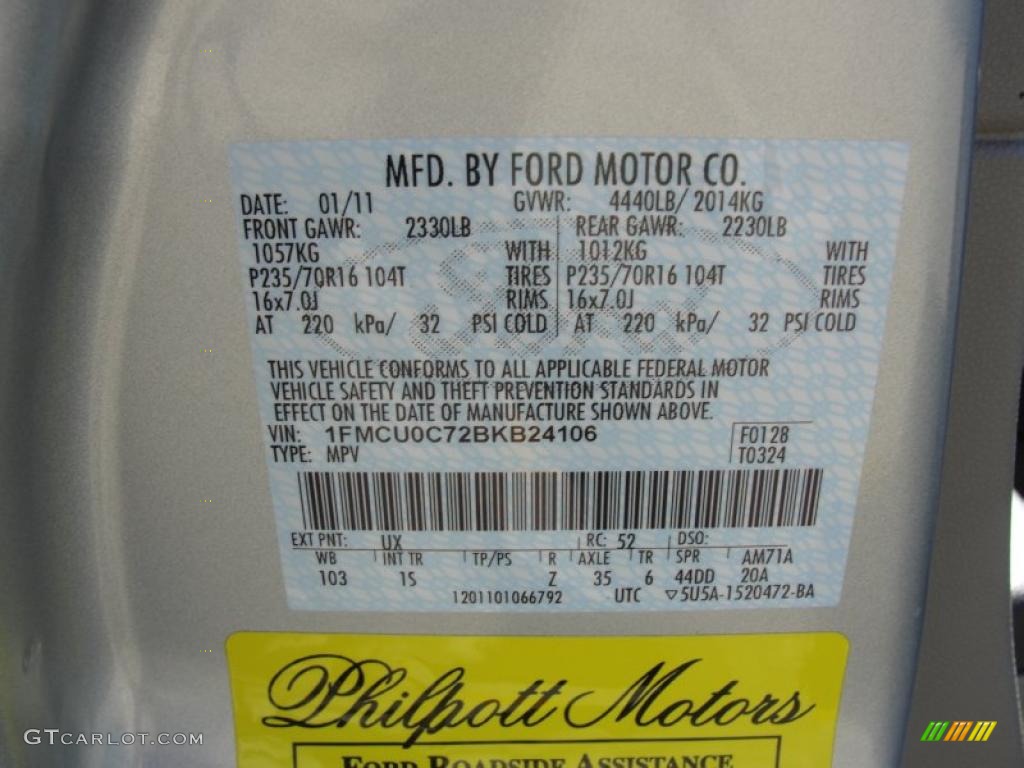 MFD. BY FORD MOTOR CO.
DATE: 01/11 GVWR: 4440LB/ 2014KG
FRONT GAWR: 2330LB REAR GAWR: 2230LB
1057KG WITH 1012KG WITH
P235/70R16 104T TIRES P235/70R16 104T TIRES
16x7.0J RIMS 16x7.0J RIMS
AT 220 kPa/ 32 PSI COLD AT 220 kPa/ 32 PSI COLD
THIS VEHICLE CONFORMS TO ALL APPLICABLE FEDERAL MOTOR
VEHICLE SAFETY AND THEFT PREVENTION STANDARDS IN
EFFECT ON THE DATE OF MANUFACTURE SHOWN ABOVE.
VIN: 1FMCU0C72BKB24106 F0128
TYPE: MPV T0324
EXT PNT: UX RC: 52 DSO:
WB INT TR TP/PS R AXLE TR SPR AM71A
103 1S Z 35 6 44DD 20A
1201101066792 UTC ▽5U5A-1520472-BA
Philpott Motors
FORD ROADSIDE ASSISTANCE
GTCARLOT.COM